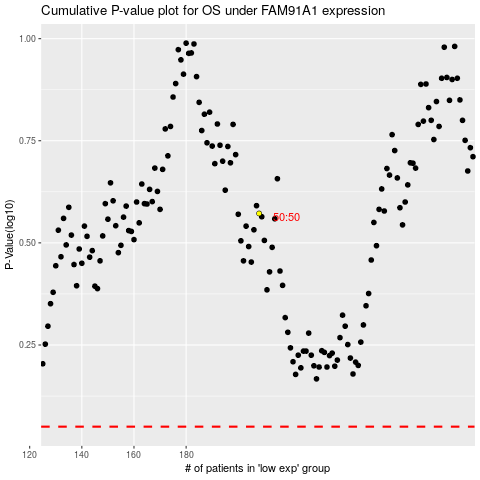 Cumulative P-value plot for OS under FAM91A1 expression
1.00
0.75
0.50
0.25
P-Value(log10)
50:50
120 140 160 180
# of patients in 'low exp' group